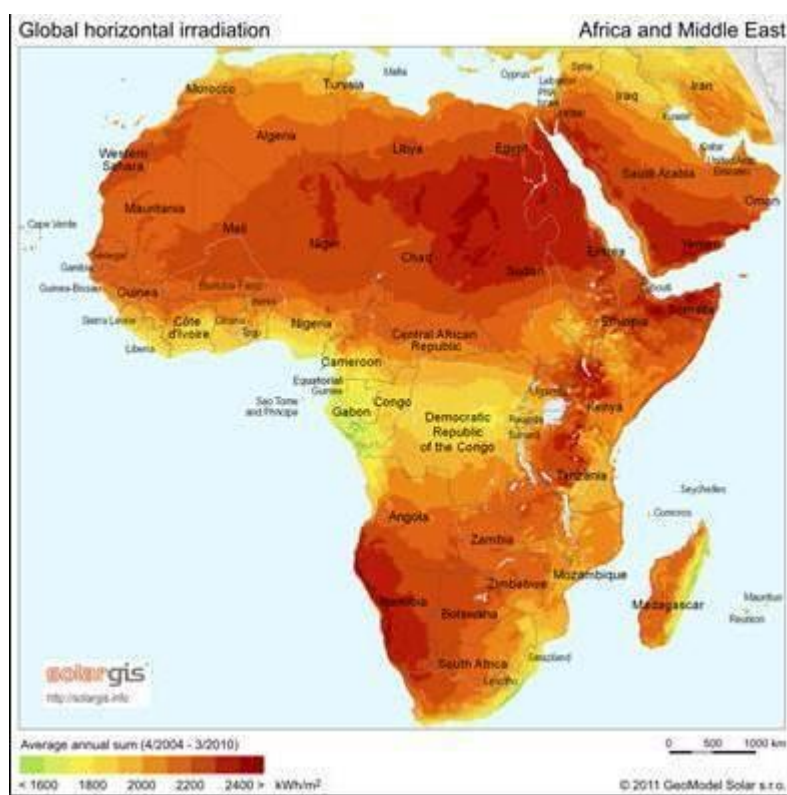 Global horizontal irradiation
Africa and Middle East
Morocco
Tunisia
Malta
Cyprus
Lebanon
Syria
Iraq
Iran
Kuwait
Algeria
Libya
Egypt
Western
Sahara
Qatar
United Arab
Emirates
Saudi Arabia
Oman
Cape Verde
Mauritania
Mali
Niger
Chad
Sudan
Eritrea
Yemen
Senegal
Gambia
Guinea-Bissau
Guinea
Burkina Faso
Benin
Djibouti
Somalia
Sierra Leone
Côte
d'Ivoire
Ghana
Togo
Nigeria
Ethiopia
Liberia
Central African
Republic
Cameroon
Equatorial
Guinea
Sao Tome
and Principe
Gabon
Congo
Democratic
Republic
of the Congo
Uganda
Kenya
Rwanda
Burundi
Tanzania
Seychelles
Comoros
Angola
Zambia
Mozambique
Zimbabwe
Madagascar
Mauritius
Reunion
Namibia
Botswana
South Africa
Swaziland
Lesotho
solargis
http://solargis.info
Average annual sum (4/2004 - 3/2010)
< 1600 1800 2000 2200 2400 > kWh/m²
0 500 1000 km
© 2011 GeoModel Solar s.r.o.